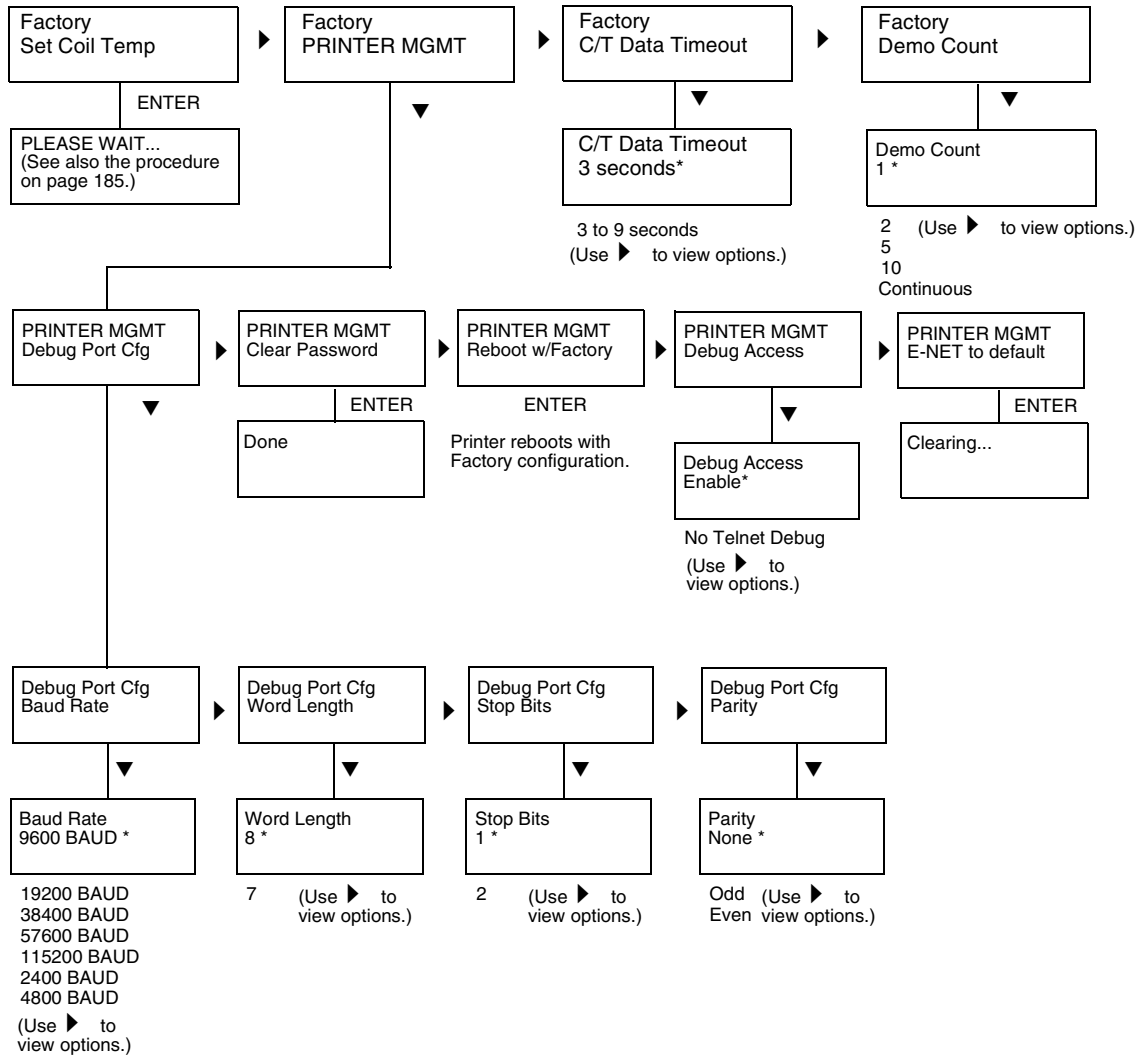 Factory
Set Coil Temp
Factory
PRINTER MGMT
Factory
C/T Data Timeout
Factory
Demo Count
ENTER
PLEASE WAIT...
(See also the procedure
on page 185.)
C/T Data Timeout
3 seconds*
3 to 9 seconds
(Use ▶ to view options.)
Demo Count
1 *
2 (Use ▶ to view options.)
5
10
Continuous
PRINTER MGMT
Debug Port Cfg
PRINTER MGMT
Clear Password
PRINTER MGMT
Reboot w/Factory
PRINTER MGMT
Debug Access
PRINTER MGMT
E-NET to default
ENTER
Done
ENTER
Printer reboots with
Factory configuration.
Debug Access
Enable*
No Telnet Debug
(Use ▶ to
view options.)
ENTER
Clearing...
Debug Port Cfg
Baud Rate
Debug Port Cfg
Word Length
Debug Port Cfg
Stop Bits
Debug Port Cfg
Parity
Baud Rate
9600 BAUD *
19200 BAUD
38400 BAUD
57600 BAUD
115200 BAUD
2400 BAUD
4800 BAUD
(Use ▶ to
view options.)
Word Length
8 *
7 (Use ▶ to
view options.)
Stop Bits
1 *
2 (Use ▶ to
view options.)
Parity
None *
Odd (Use ▶ to
Even view options.)